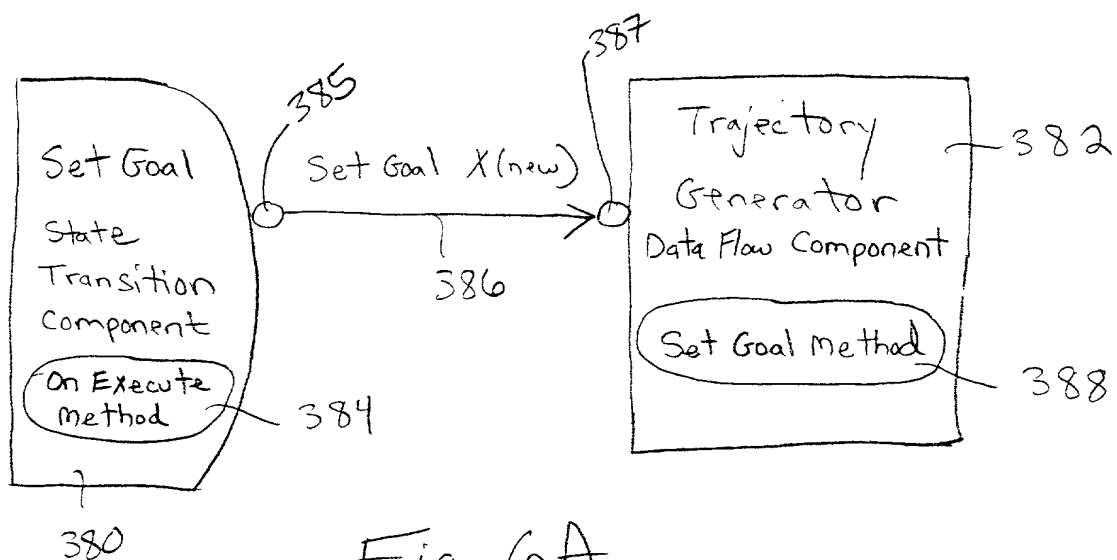 387
385
Set Goal
State
Transition
Component
On Execute
Method
384
380
Set Goal X(new)
386
Trajectory
Generator
Data Flow Component
382
Set Goal Method
388
Fig. 6A